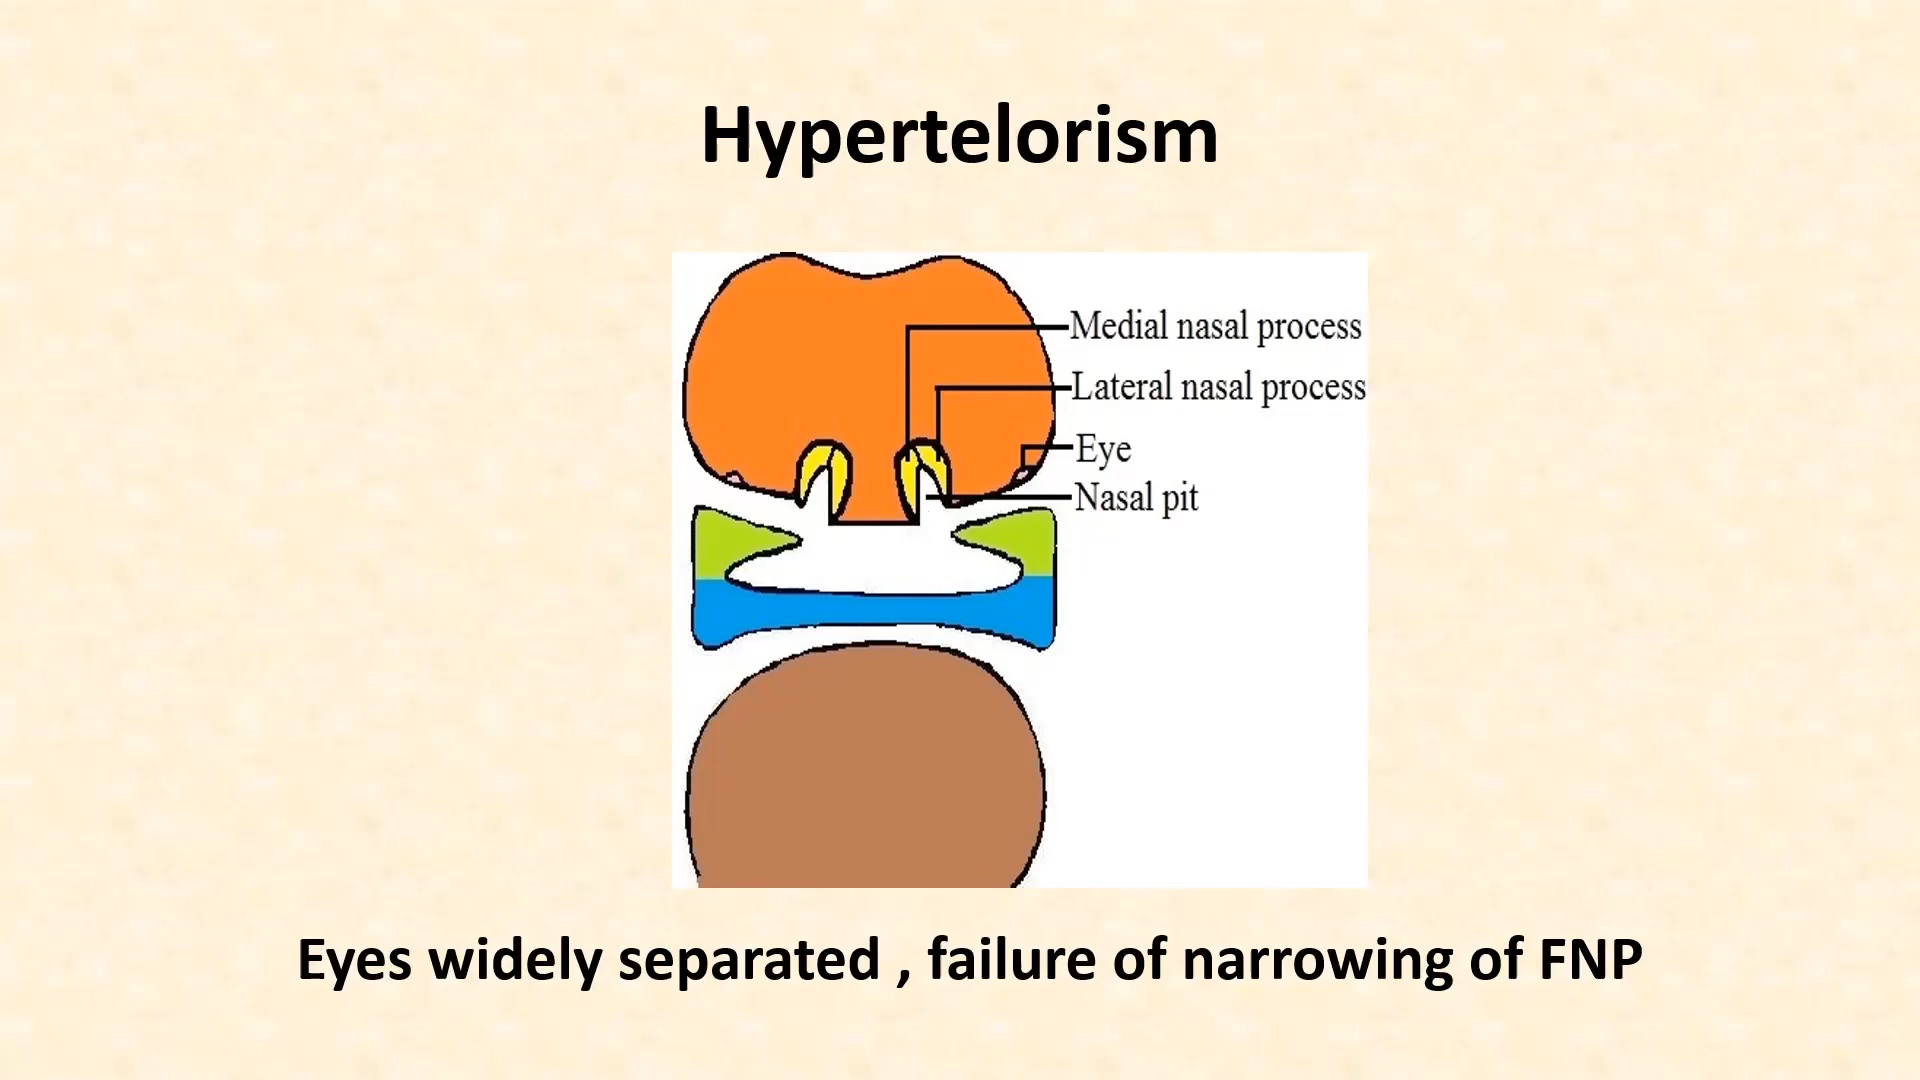 Hypertelorism
Medial nasal process
Lateral nasal process
Eye
Nasal pit
Eyes widely separated , failure of narrowing of FNP